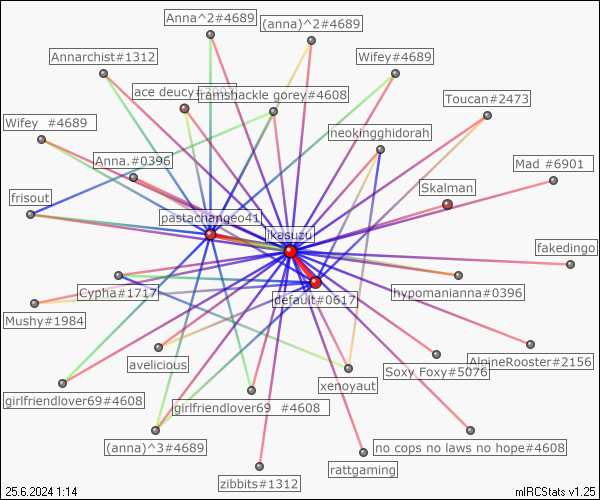 Anna^2#4689
(anna)^2#4689
Annarchist#1312
Wifey#4689
ace deucy
ramshackle gorey#4608
Toucan#2473
Wifey  #4689
neokingghidorah
Anna.#0396
Mad #6901
Skalman
frisout
pastachangeo41
ikasuzu
fakedingo
Cypha#1717
default#0617
hypomanianna#0396
Mushy#1984
avelicious
AlpineRooster#2156
Soxy_Foxy#5076
xenoyaut
girlfriendlover69#4608
girlfriendlover69  #4608
(anna)^3#4689
no cops no laws no hope#4608
rattgaming
zibbits#1312
25.6.2024 1:14
mIRCStats v1.25